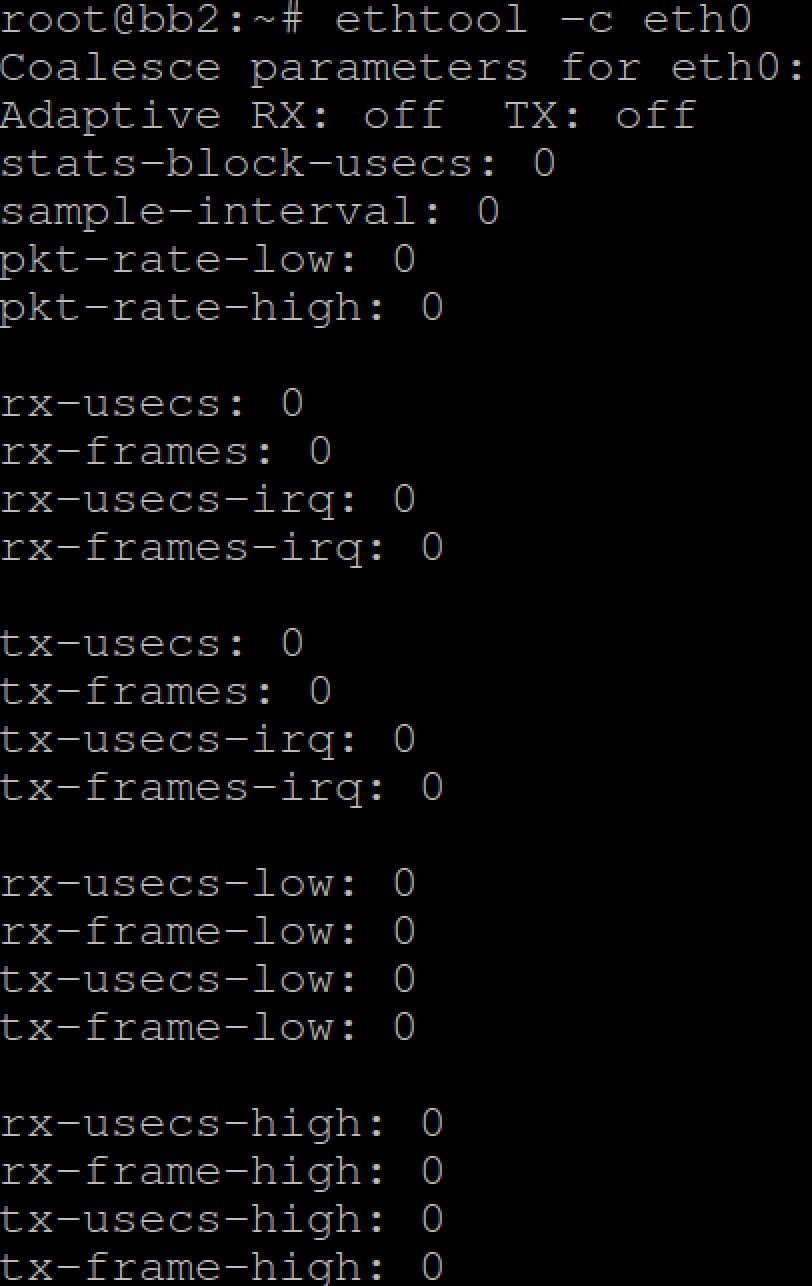 root@bb2:~# ethtool -c eth0
Coalesce parameters for eth0:
Adaptive RX: off  TX: off
stats-block-usecs: 0
sample-interval: 0
pkt-rate-low: 0
pkt-rate-high: 0

rx-usecs: 0
rx-frames: 0
rx-usecs-irq: 0
rx-frames-irq: 0

tx-usecs: 0
tx-frames: 0
tx-usecs-irq: 0
tx-frames-irq: 0

rx-usecs-low: 0
rx-frame-low: 0
tx-usecs-low: 0
tx-frame-low: 0

rx-usecs-high: 0
rx-frame-high: 0
tx-usecs-high: 0
tx-frame-high: 0